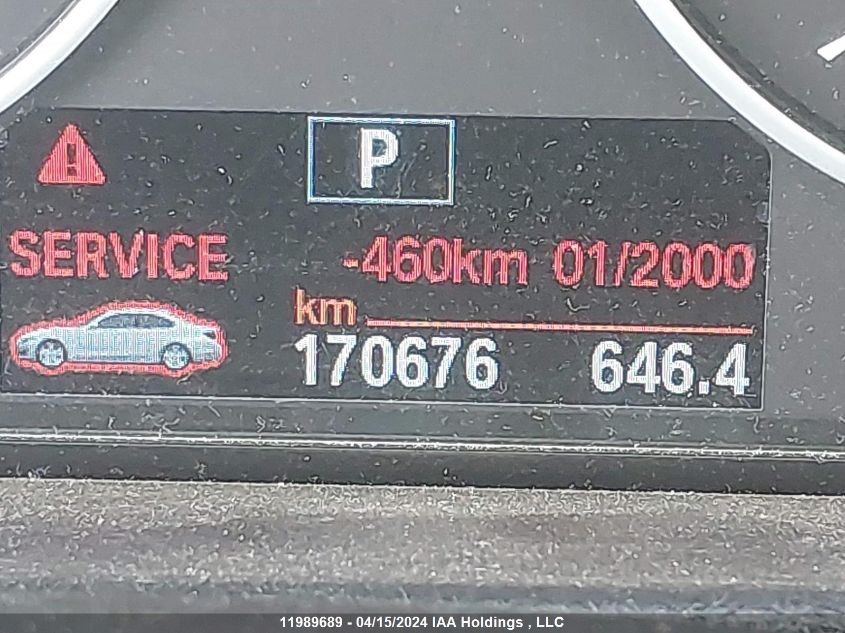 P
SERVICE -460km 01/2000
km
170676 646.4
11989689 - 04/15/2024 IAA Holdings , LLC